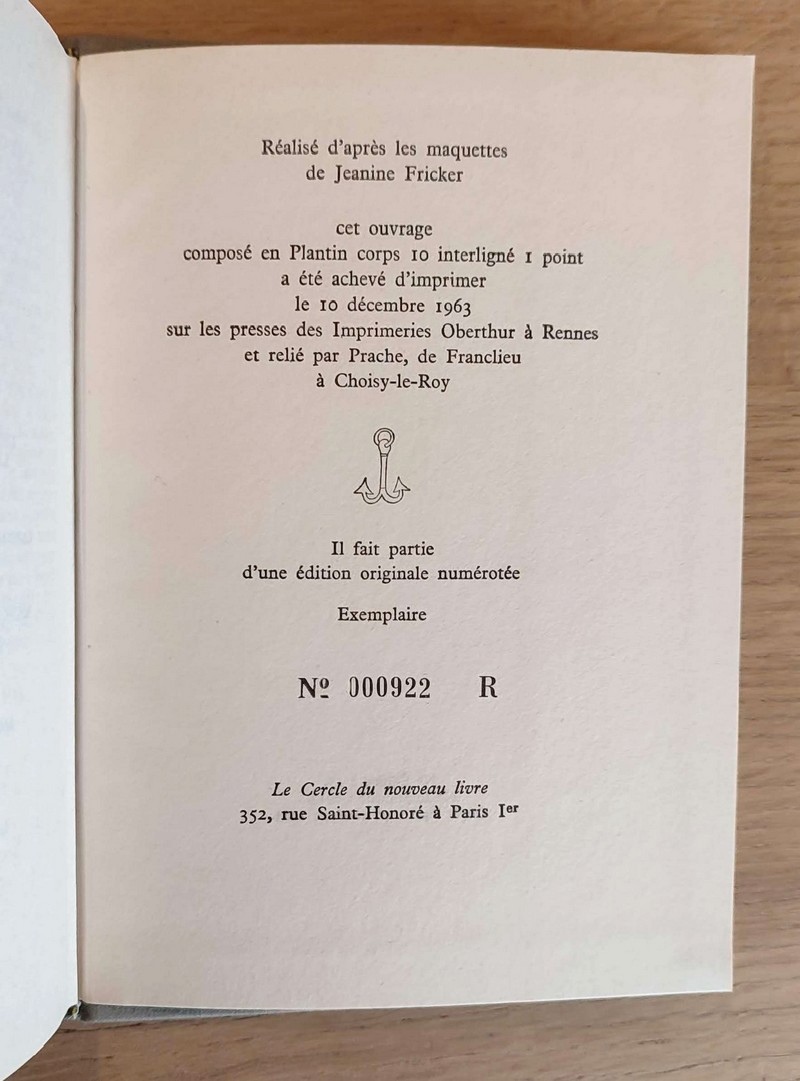 Réalisé d'après les maquettes
de Jeanine Fricker
cet ouvrage
composé en Plantin corps 10 interligné 1 point
a été achevé d'imprimer
le 10 décembre 1963
sur les presses des Imprimeries Oberthur à Rennes
et relié par Prache, de Franclieu
à Choisy-le-Roy
Il fait partie
d'une édition originale numérotée
Exemplaire
Nº 000922 R
Le Cercle du nouveau livre
352, rue Saint-Honoré à Paris Iᵉʳ